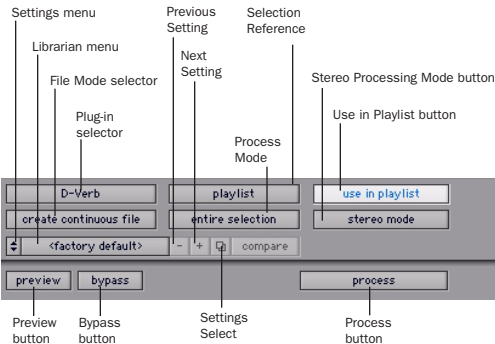 Settings menu
Previous
Setting
Selection
Reference
Librarian menu
Next
Setting
File Mode selector
Stereo Processing Mode button
Plug-in
selector
Use in Playlist button
Process
Mode
D-Verb
playlist
use in playlist
create continuous file
entire selection
stereo mode
<factory default>
-
+
compare
preview
bypass
process
Preview
button
Bypass
button
Settings
Select
Process
button